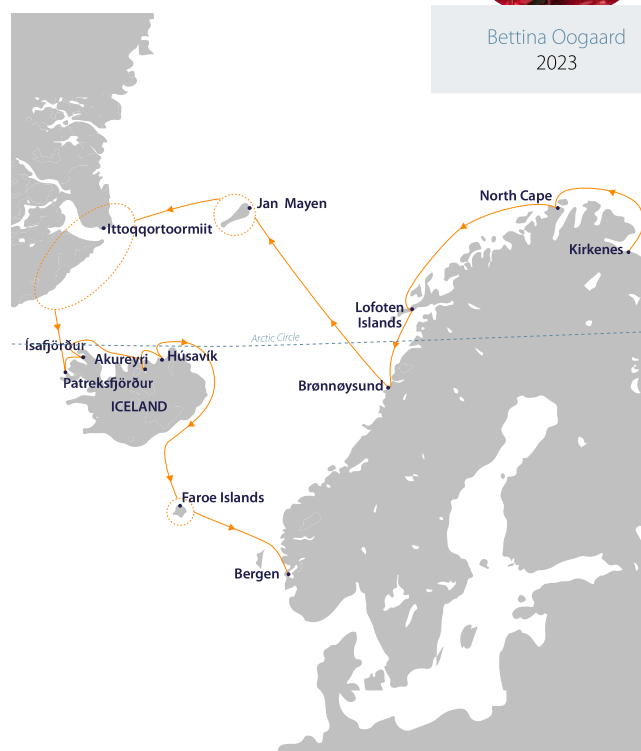 Bettina Oogaard
2023
North Cape
Jan Mayen
Ittoqqortoormiit
Kirkenes
Lofoten
Islands
Arctic Circle
Ísafjörður
Akureyri
Húsavík
Patreksfjörður
Brønnøysund
ICELAND
Faroe Islands
Bergen